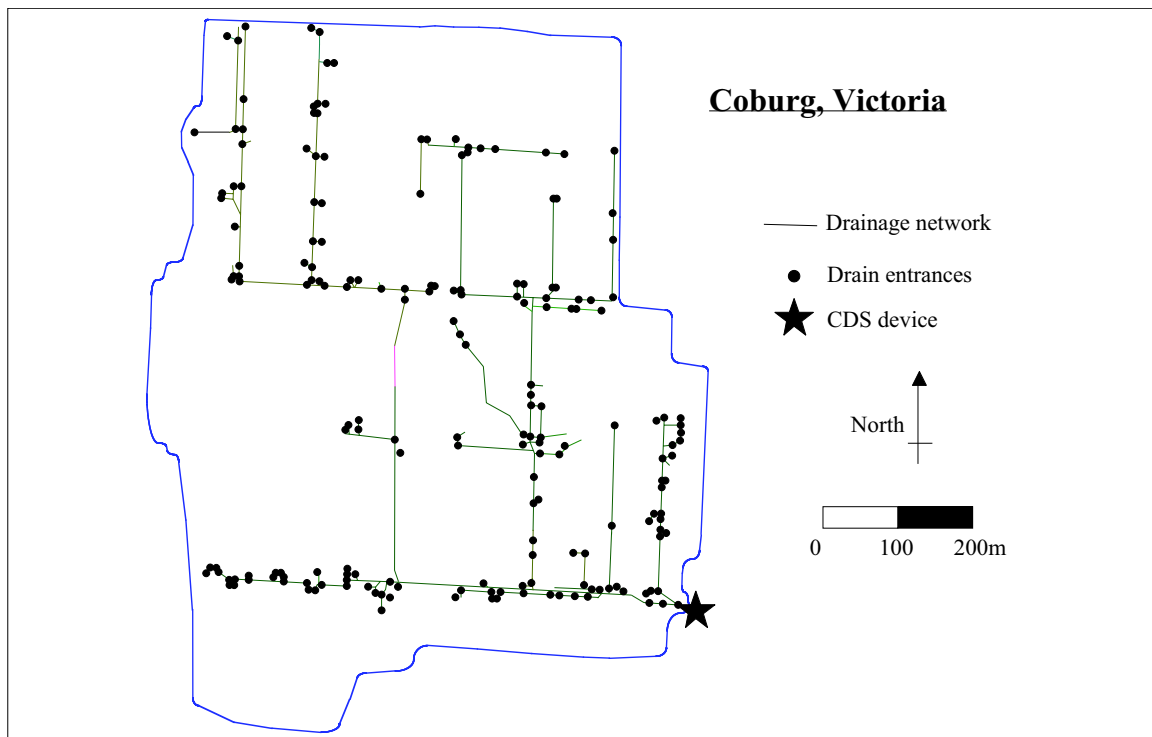 Coburg, Victoria
Drainage network
Drain entrances
CDS device
North
0 100 200m